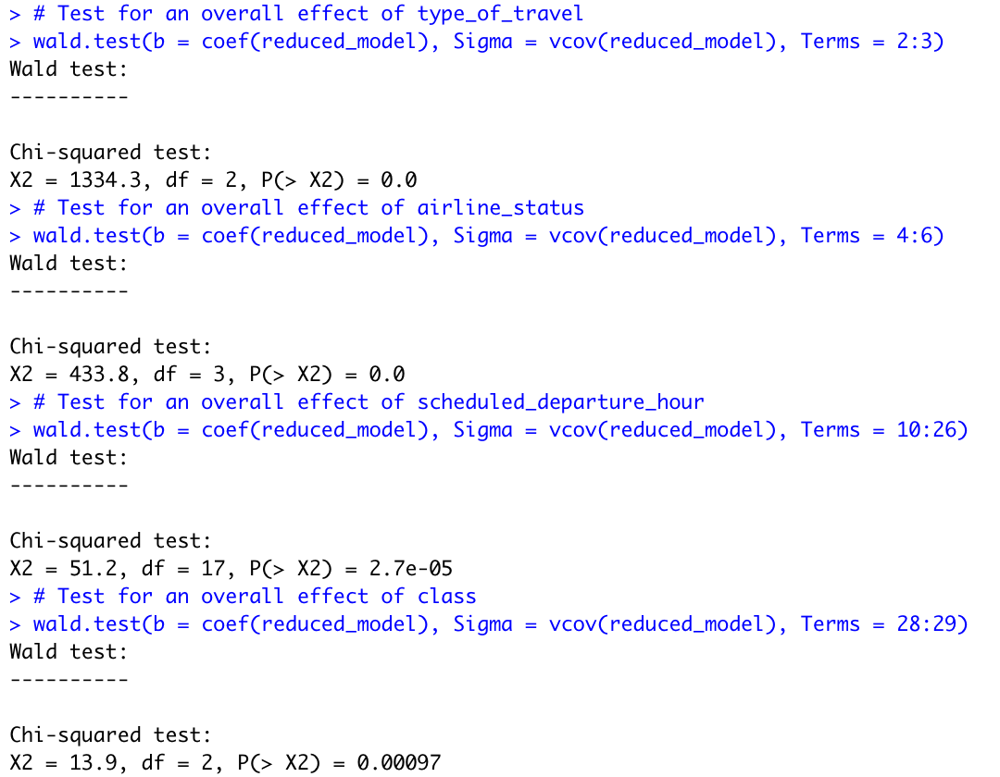 > # Test for an overall effect of type_of_travel
> wald.test(b = coef(reduced_model), Sigma = vcov(reduced_model), Terms = 2:3)
Wald test:
----------
Chi-squared test:
X2 = 1334.3, df = 2, P(> X2) = 0.0
> # Test for an overall effect of airline_status
> wald.test(b = coef(reduced_model), Sigma = vcov(reduced_model), Terms = 4:6)
Wald test:
----------
Chi-squared test:
X2 = 433.8, df = 3, P(> X2) = 0.0
> # Test for an overall effect of scheduled_departure_hour
> wald.test(b = coef(reduced_model), Sigma = vcov(reduced_model), Terms = 10:26)
Wald test:
----------
Chi-squared test:
X2 = 51.2, df = 17, P(> X2) = 2.7e-05
> # Test for an overall effect of class
> wald.test(b = coef(reduced_model), Sigma = vcov(reduced_model), Terms = 28:29)
Wald test:
----------
Chi-squared test:
X2 = 13.9, df = 2, P(> X2) = 0.00097